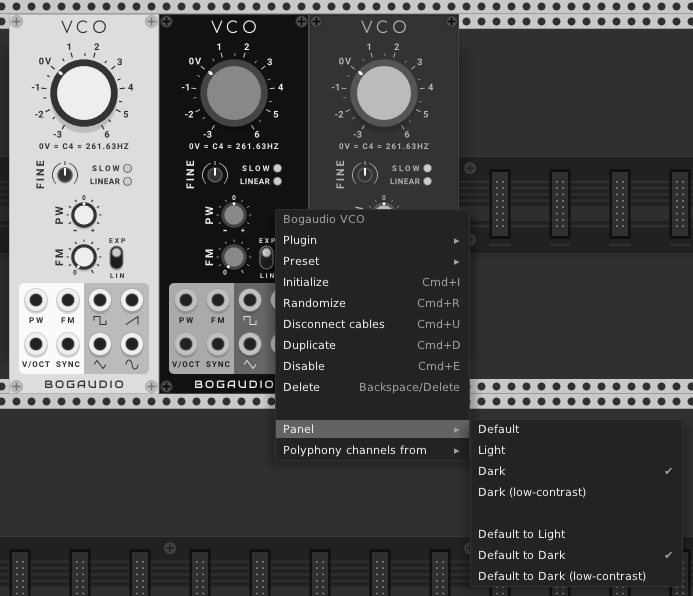 VCO
1 2
0V 3
-1 4
-2 5
-3 6
0V = C4 = 261.63HZ
FINE
SLOW
LINEAR
PW
0
- +
FM
0
EXP
LIN
PW FM
V/OCT SYNC
BOGAUDIO
VCO
1 2
0V 3
-1 4
-2 5
-3 6
0V = C4 = 261.63HZ
FINE
SLOW
LINEAR
PW
0
- +
FM
0
EXP
LIN
PW FM
V/OCT SYNC
BOGAUDIO
VCO
1 2
0V 3
-1 4
-2 5
-3 6
0V = C4 = 261.63HZ
FINE
SLOW
LINEAR
0
Bogaudio VCO
Plugin
Preset
Initialize Cmd+I
Randomize Cmd+R
Disconnect cables Cmd+U
Duplicate Cmd+D
Disable Cmd+E
Delete Backspace/Delete
Panel
Polyphony channels from
Default
Light
Dark ✔
Dark (low-contrast)
Default to Light
Default to Dark ✔
Default to Dark (low-contrast)